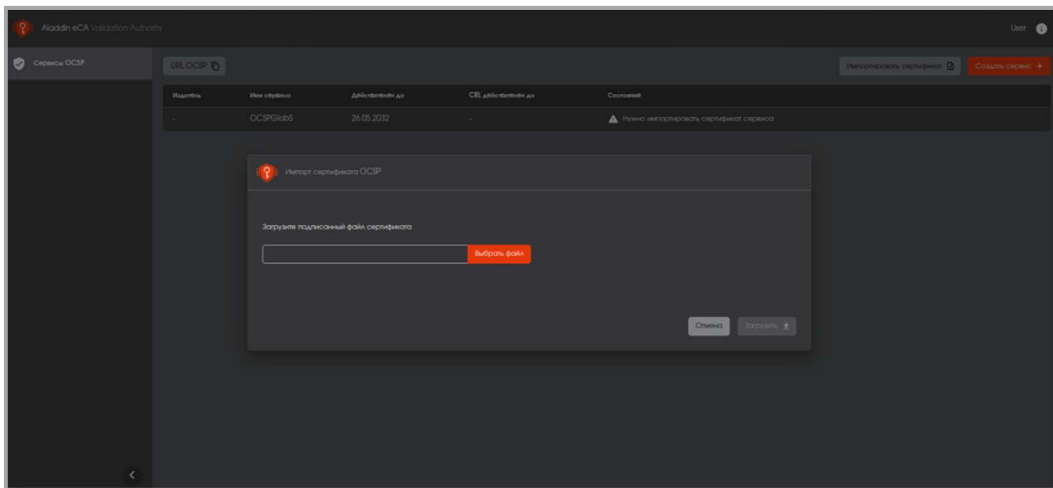 Aladdin eCA Validation Authority
User
Сервисы OCSP
URL OCSP
Импортировать сертификат
Создать сервис +
Издатель Имя сервиса Действителен до CRL действителен до Состояние
- OCSPGlob5 26.05.2032 - Нужно импортировать сертификат сервиса
Импорт сертификата OCSP
Загрузите подписанный файл сертификата
Выбрать файл
Отмена
Загрузить